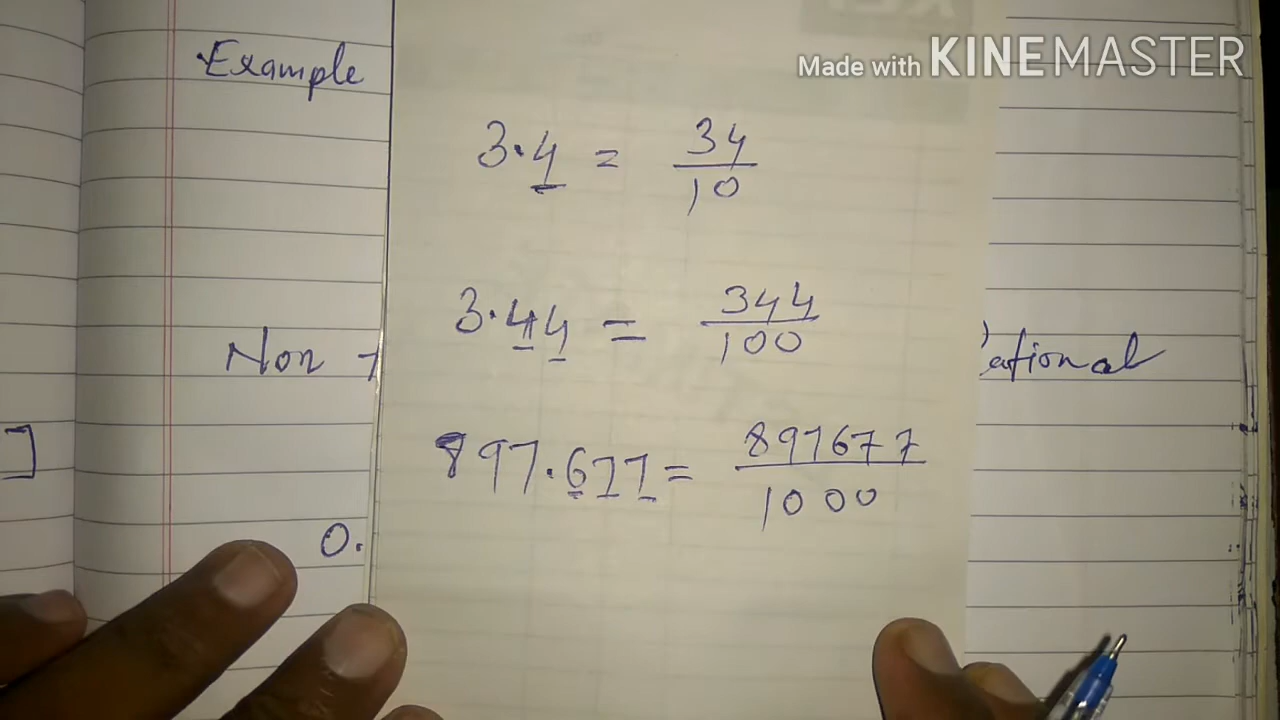 Example
Made with KINEMASTER
3.4 = 34/10
3.44 = 344/100
Non
ational
897.677 = 897677/1000
0.
]